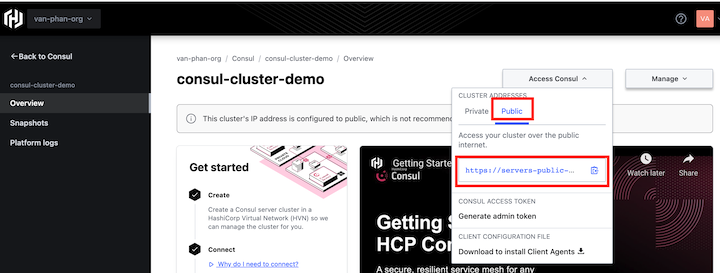 van-phan-org
VA
Back to Consul
van-phan-org / Consul / consul-cluster-demo / Overview
consul-cluster-demo
Access Consul
Manage
consul-cluster-demo
Overview
Snapshots
Platform logs
CLUSTER ADDRESSES
Private
Public
This cluster's IP address is configured to public, which is not recommen
Access your cluster over the public
internet.
https://servers-public-...
Get started
Create
Create a Consul server cluster in a
HashiCorp Virtual Network (HVN) so we
can manage the cluster for you.
Connect
Why do I need to connect?
Getting Starte
HashiCorp
Consul
Getting S
HCP Con
A secure, resilient service mesh for any
Watch later
Share
CONSUL ACCESS TOKEN
Generate admin token
CLIENT CONFIGURATION FILE
Download to install Client Agents